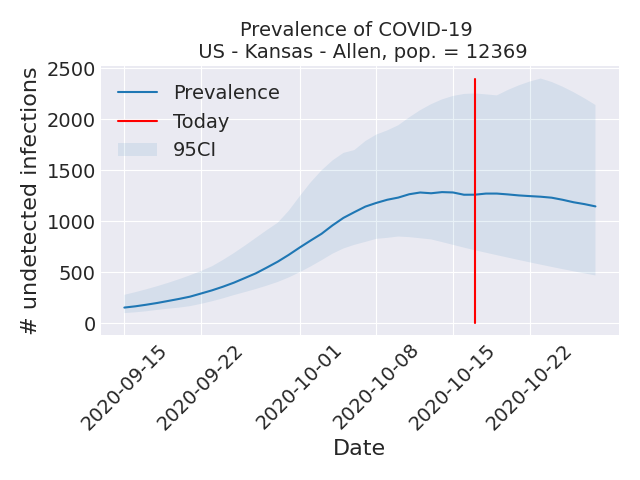 Prevalence of COVID-19
US - Kansas - Allen, pop. = 12369
# undetected infections
2500
2000
1500
1000
500
0
Prevalence
Today
95CI
2020-09-15
2020-09-22
2020-10-01
2020-10-08
2020-10-15
2020-10-22
Date